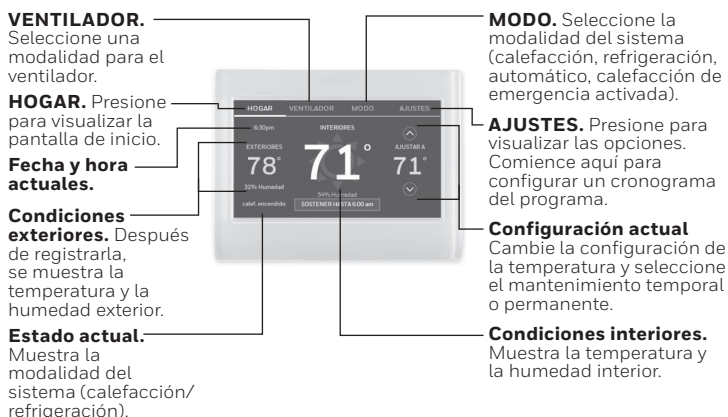 VENTILADOR.
Seleccione una
modalidad para el
ventilador.
HOGAR. Presione
para visualizar la
pantalla de inicio.
Fecha y hora
actuales.
Condiciones
exteriores. Después
de registrarla,
se muestra la
temperatura y la
humedad exterior.
Estado actual.
Muestra la
modalidad del
sistema (calefacción/
refrigeración).
HOGAR VENTILADOR MODO AJUSTES
6:30pm INTERIORES
EXTERIORES AJUSTAR A
78° 71° 71°
32% Humedad 54% Humedad
calef. encendido SOSTENER HASTA 6:00 am
MODO. Seleccione la
modalidad del sistema
(calefacción, refrigeración,
automático, calefacción de
emergencia activada).
AJUSTES. Presione para
visualizar las opciones.
Comience aquí para
configurar un cronograma
del programa.
Configuración actual
Cambie la configuración de
la temperatura y seleccione
el mantenimiento temporal
o permanente.
Condiciones interiores.
Muestra la temperatura y
la humedad interior.